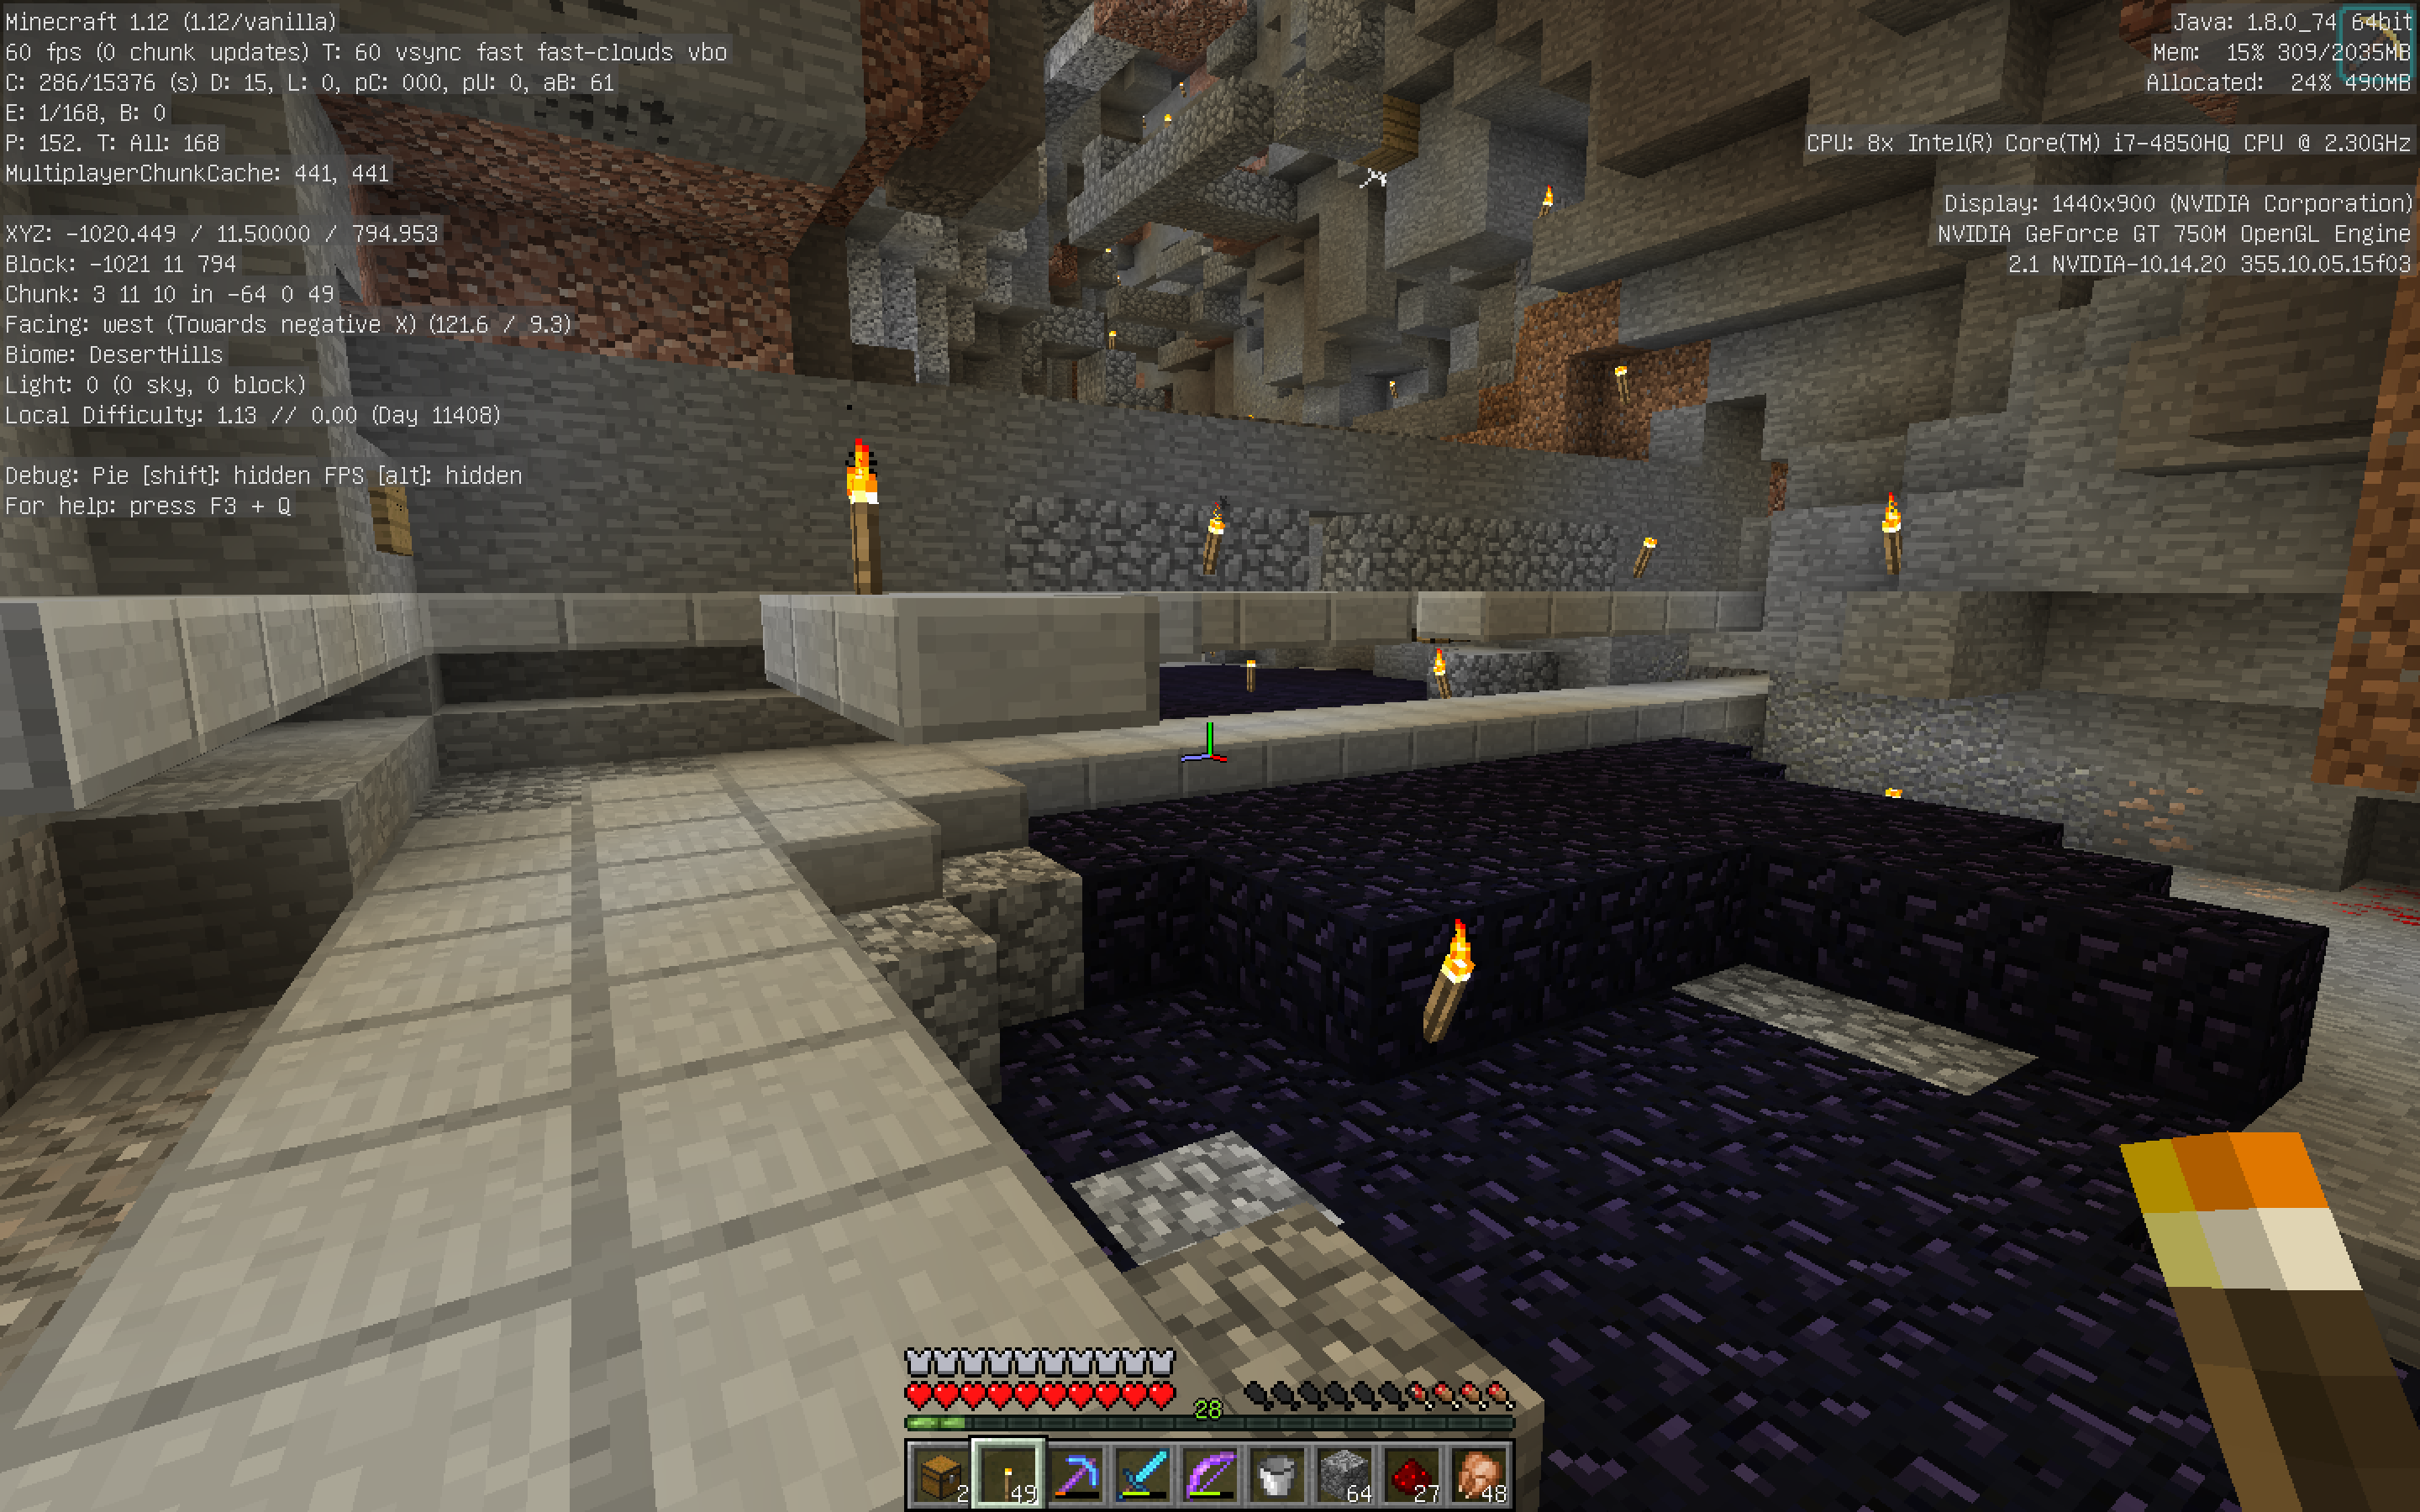 Minecraft 1.12 (1.12/vanilla)
60 fps (0 chunk updates) T: 60 vsync fast fast-clouds vbo
C: 286/15376 (s) D: 15, L: 0, pC: 000, pU: 0, aB: 61
E: 1/168, B: 0
P: 152. T: All: 168
MultiplayerChunkCache: 441, 441
XYZ: -1020.449 / 11.50000 / 794.953
Block: -1021 11 794
Chunk: 3 11 10 in -64 0 49
Facing: west (Towards negative X) (121.6 / 9.3)
Biome: DesertHills
Light: 0 (0 sky, 0 block)
Local Difficulty: 1.13 // 0.00 (Day 11408)
Debug: Pie [shift]: hidden FPS [alt]: hidden
For help: press F3 + Q
Java: 1.8.0_74 64bit
Mem: 15% 309/2035MB
Allocated: 24% 490MB
CPU: 8x Intel(R) Core(TM) i7-4850HQ CPU @ 2.30GHz
Display: 1440x900 (NVIDIA Corporation)
NVIDIA GeForce GT 750M OpenGL Engine
2.1 NVIDIA-10.14.20 355.10.05.15f03
28
2 49 64 27 48